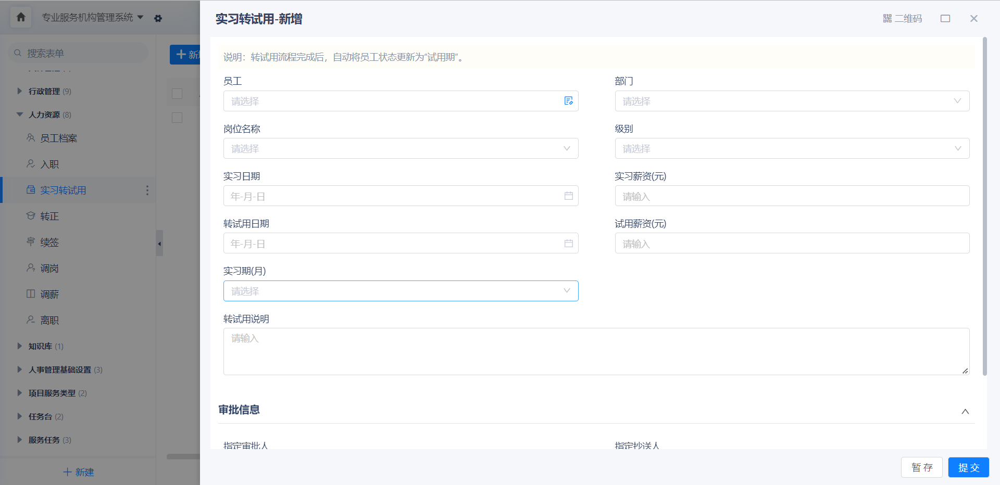 专业服务机构管理系统
搜索表单
行政管理 (9)
人力资源 (8)
员工档案
入职
实习转试用
转正
续签
调岗
调薪
离职
知识库 (1)
人事管理基础设置 (3)
项目服务类型 (2)
任务台 (2)
服务任务 (3)
新建
新
实习转试用-新增
二维码
说明：转试用流程完成后，自动将员工状态更新为“试用期”。
员工
请选择
部门
请选择
岗位名称
请选择
级别
请选择
实习日期
年-月-日
实习薪资(元)
请输入
转试用日期
年-月-日
试用薪资(元)
请输入
实习期(月)
请选择
转试用说明
请输入
审批信息
指定审批人
指定抄送人
暂存
提交